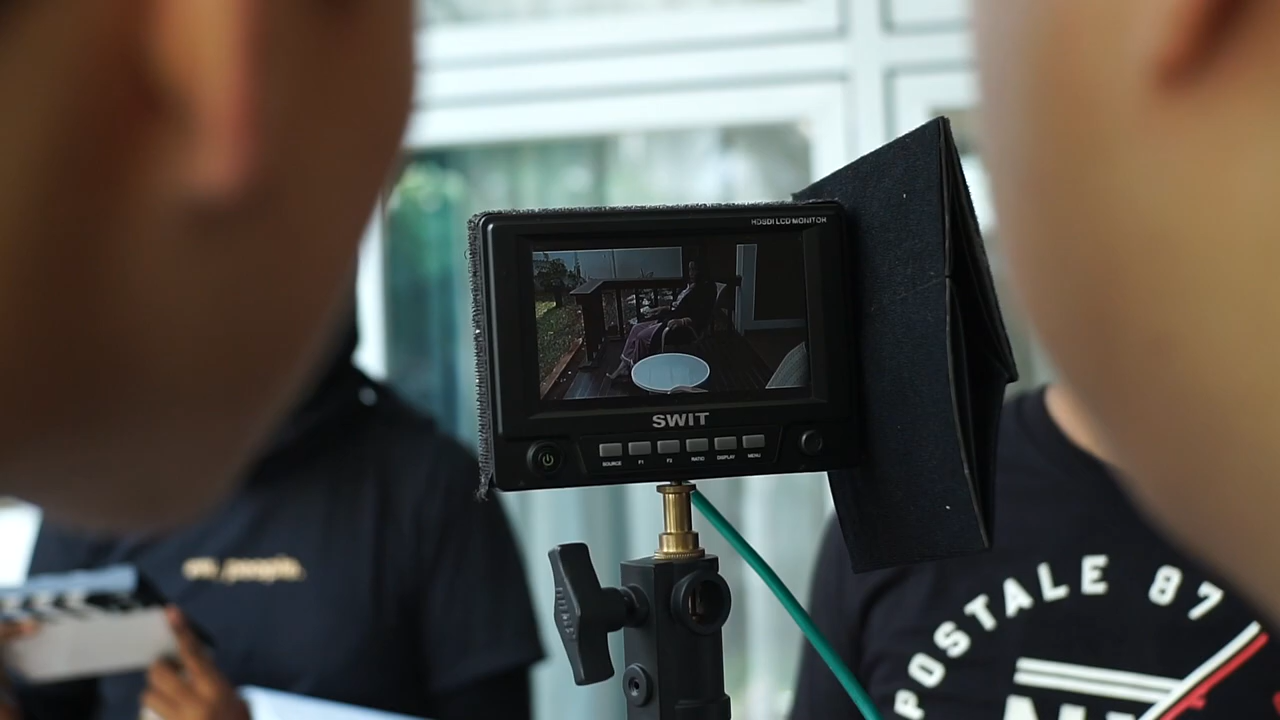 HDSDI LCD MONITOR
SWIT
SOURCE F1 F2 RATIO DISPLAY MENU
POSTALE 87